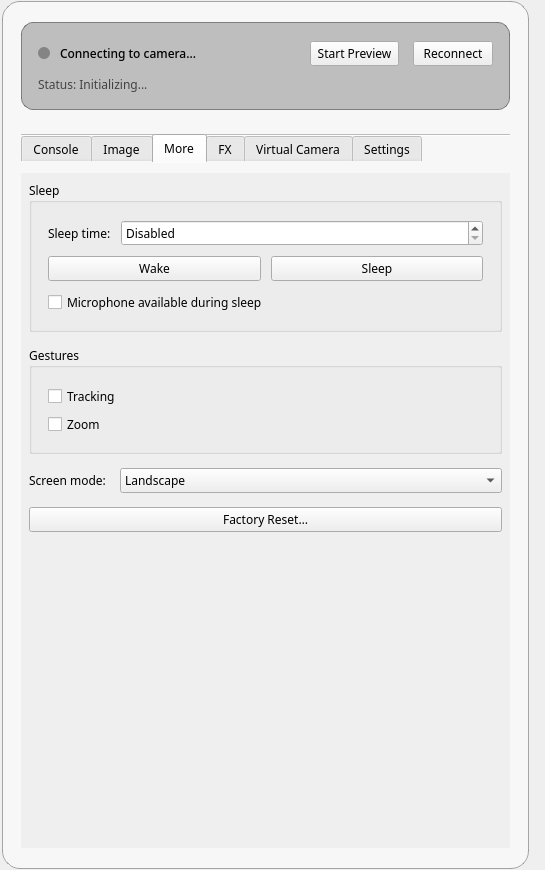 Connecting to camera... Start Preview Reconnect
Status: Initializing...
Console Image More FX Virtual Camera Settings
Sleep
Sleep time: Disabled
Wake Sleep
Microphone available during sleep
Gestures
Tracking
Zoom
Screen mode: Landscape
Factory Reset...